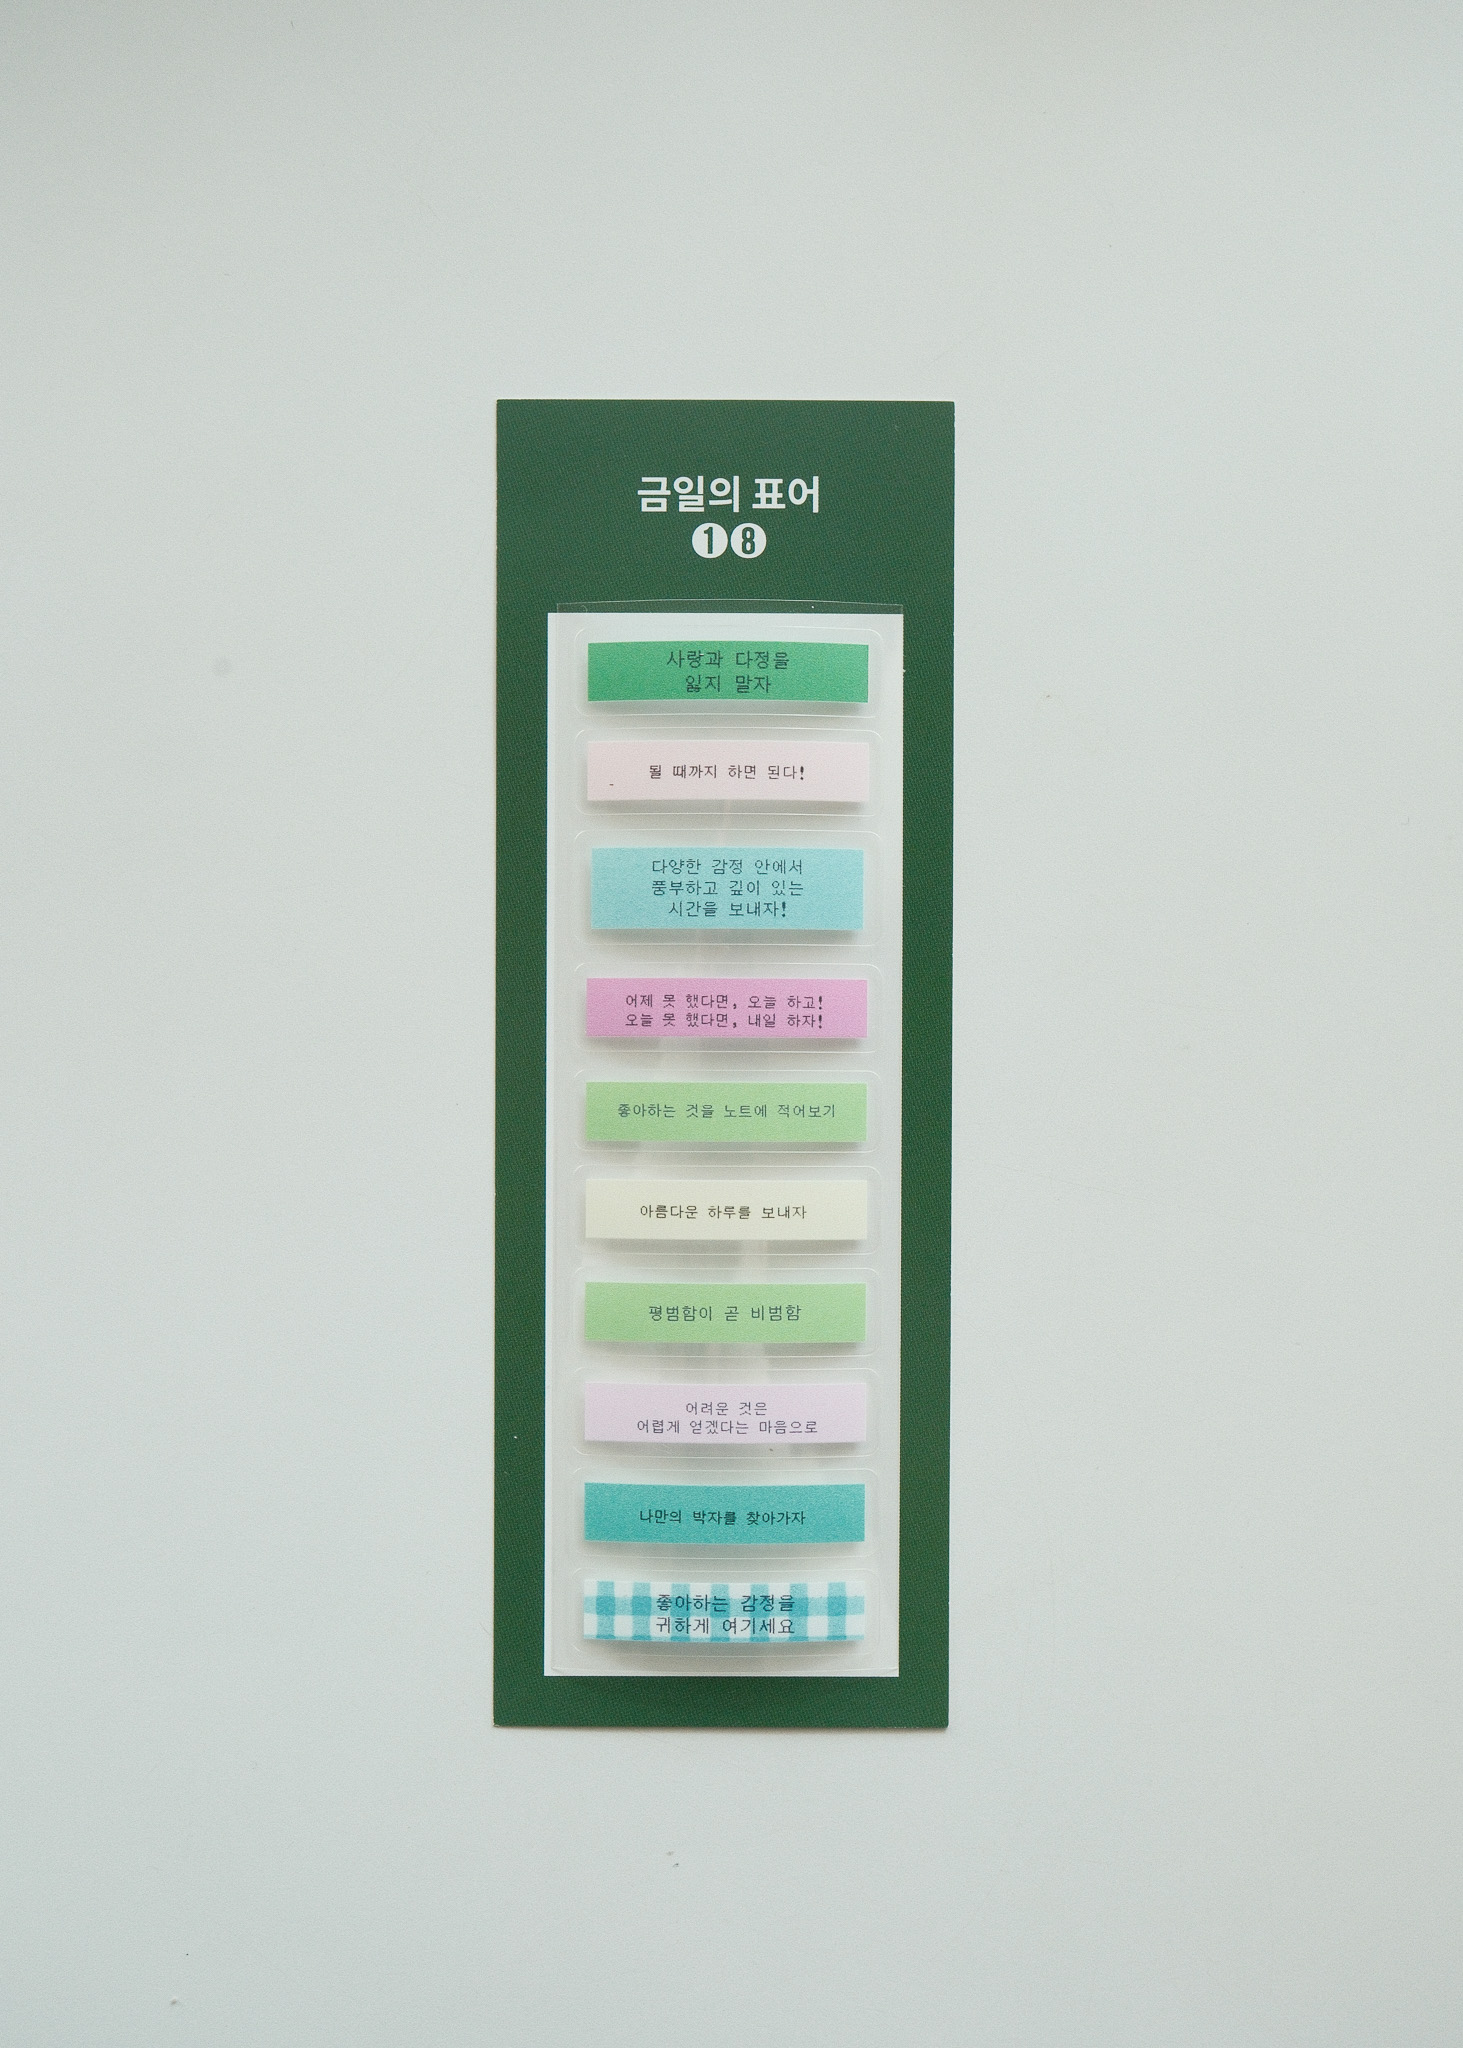 금일의 표어
18
사랑과 다정을
잃지 말자
될 때까지 하면 된다!
다양한 감정 안에서
풍부하고 깊이 있는
시간을 보내자!
어제 못 했다면, 오늘 하고!
오늘 못 했다면, 내일 하자!
좋아하는 것을 노트에 적어보기
아름다운 하루를 보내자
평범함이 곧 비범함
어려운 것은
어렵게 얻겠다는 마음으로
나만의 박자를 찾아가자
좋아하는 감정을
귀하게 여기세요